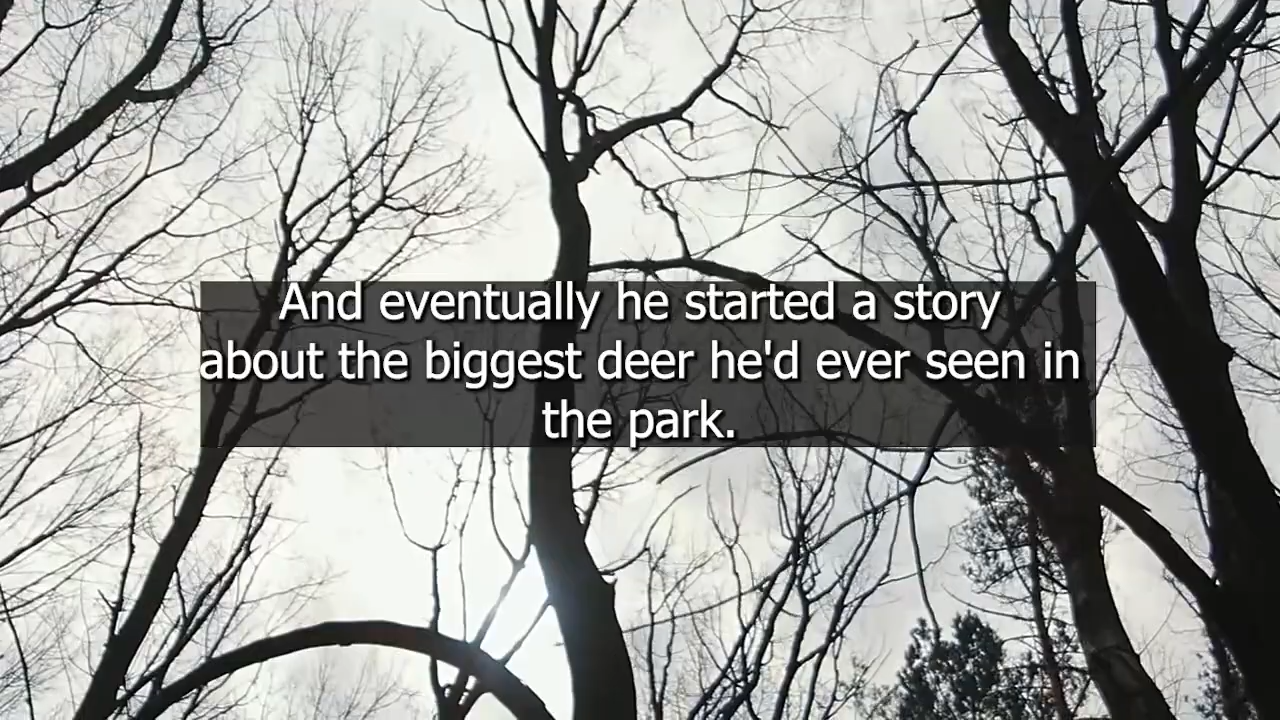 And eventually he started a story
about the biggest deer he'd ever seen in
the park.